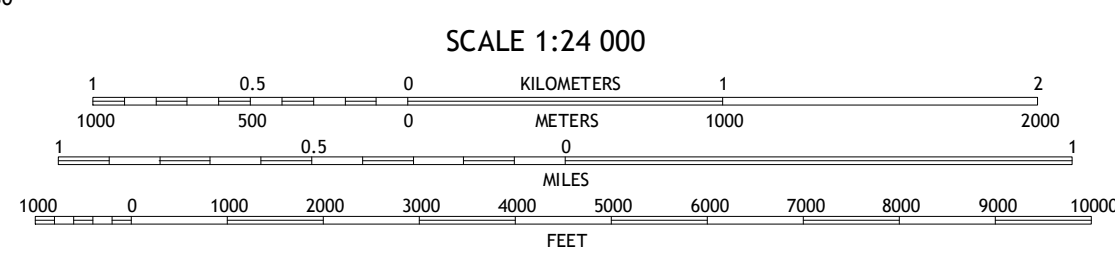 SCALE 1:24 000
1 0.5 0 KILOMETERS 1 2
1000 500 0 METERS 1000 2000
1 0.5 0 1
MILES
1000 0 1000 2000 3000 4000 5000 6000 7000 8000 9000 10000
FEET